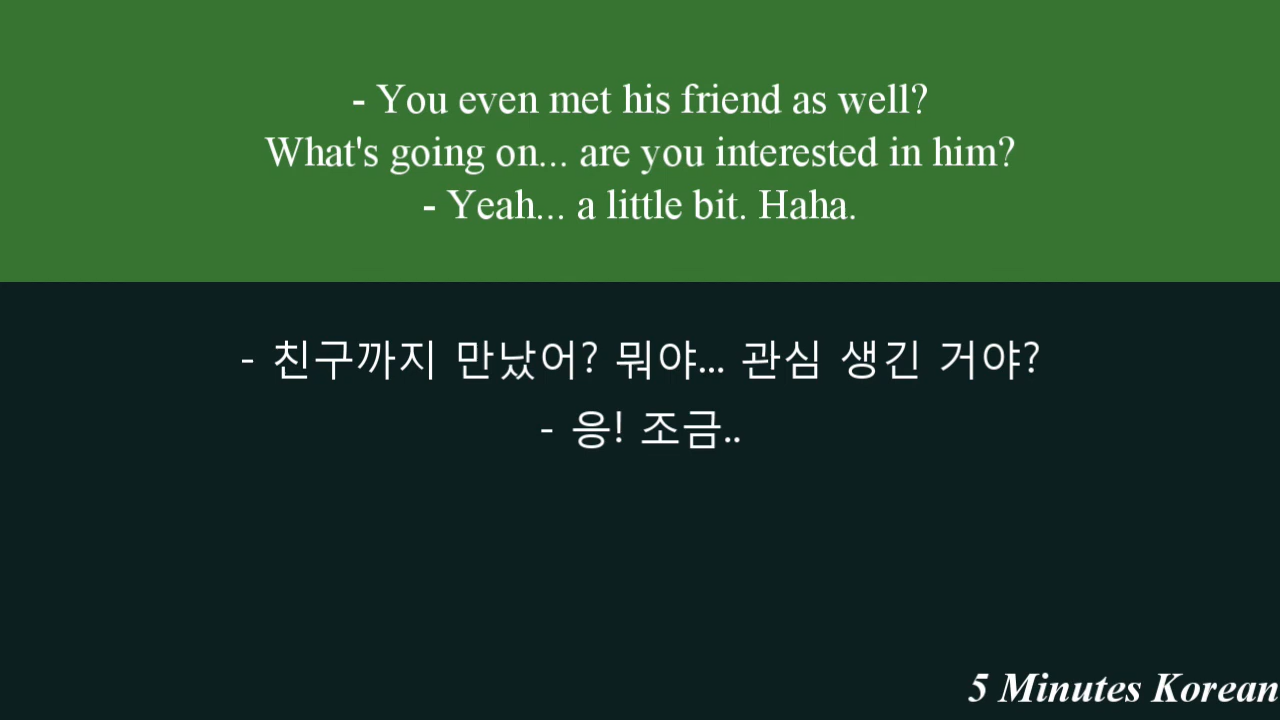 - You even met his friend as well?
What's going on... are you interested in him?
- Yeah... a little bit. Haha.
- 친구까지 만났어? 뭐야... 관심 생긴 거야?
- 응! 조금..
5 Minutes Korean